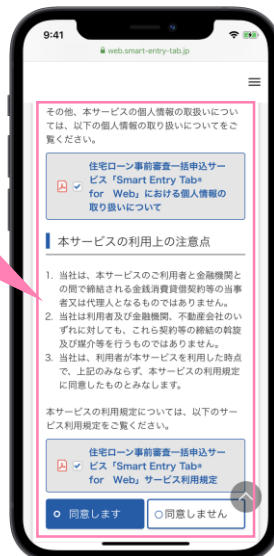 9:41
web.smart-entry-tab.jp
その他、本サービスの個人情報の取扱いについ
ては、以下の個人情報の取り扱いについてをご
覧ください。
住宅ローン事前審査一括申込サー
ビス「Smart Entry Tab®
for Web」における個人情報の
取り扱いについて
本サービスの利用上の注意点
1. 当社は、本サービスのご利用者と金融機関と
の間で締結される金銭消費貸借契約等の当事
者又は代理人となるものではありません。
2. 当社は利用者及び金融機関、不動産会社のい
ずれに対しても、これら契約等の締結の斡旋
及び媒介等を行うものではありません。
3. 当社は、利用者が本サービスを利用した時点
で、上記のみならず、本サービスの利用規定
に同意したものとみなします。
本サービスの利用規定については、以下のサー
ビス利用規定をご覧ください。
住宅ローン事前審査一括申込サー
ビス「Smart Entry Tab®
for Web」サービス利用規定
同意します
同意しません